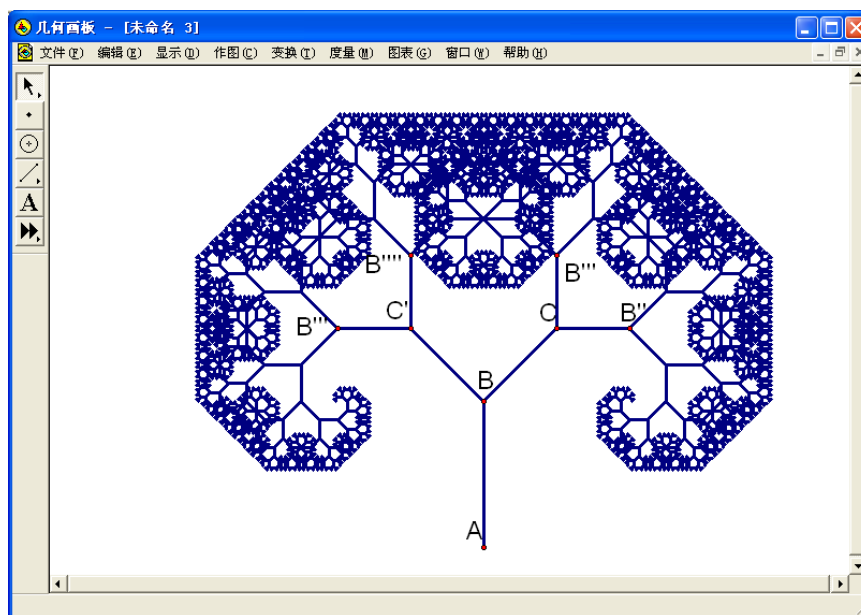 几何画板 - [未命名 3]
文件(F) 编辑(E) 显示(D) 作图(C) 变换(T) 度量(M) 图表(G) 窗口(W) 帮助(H)
A
B'''' B'''
C' C
B''' B''
B
A